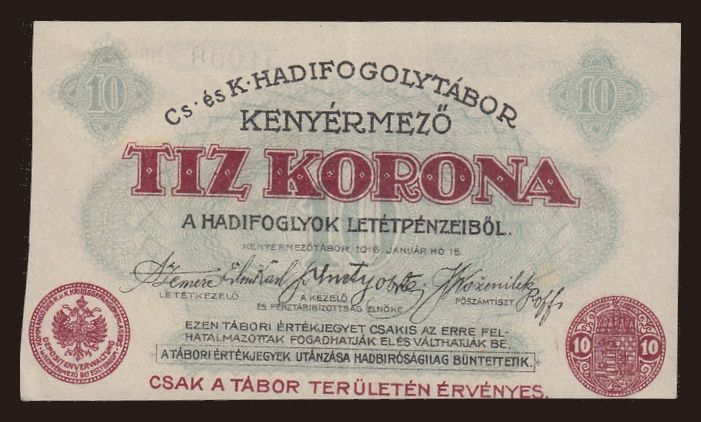 10
10
Cs. és K. HADIFOGOLYTÁBOR
KENYÉRMEZŐ
TIZ KORONA
A HADIFOGLYOK LETÉTPÉNZEIBŐL.
KENYÉRMEZŐTÁBOR, 1916. JANUÁR HÓ 15.
LETÉTKEZELŐ
A KEZELŐ
ÉS PÉNZTÁRBIZOTTSÁG ELNÖKE
FŐSZÁMTISZT
EZEN TÁBORI ÉRTÉKJEGYET CSAKIS AZ ERRE FEL-
HATALMAZOTTAK FOGADHATJÁK EL ÉS VÁLTHATJÁK BE.
A TÁBORI ÉRTÉKJEGYEK UTÁNZÁSA HADBIRÓSÁGILAG BÜNTETTETIK.
CSAK A TÁBOR TERÜLETÉN ÉRVÉNYES.
DEPOSITENVERWALTUNG
10
10